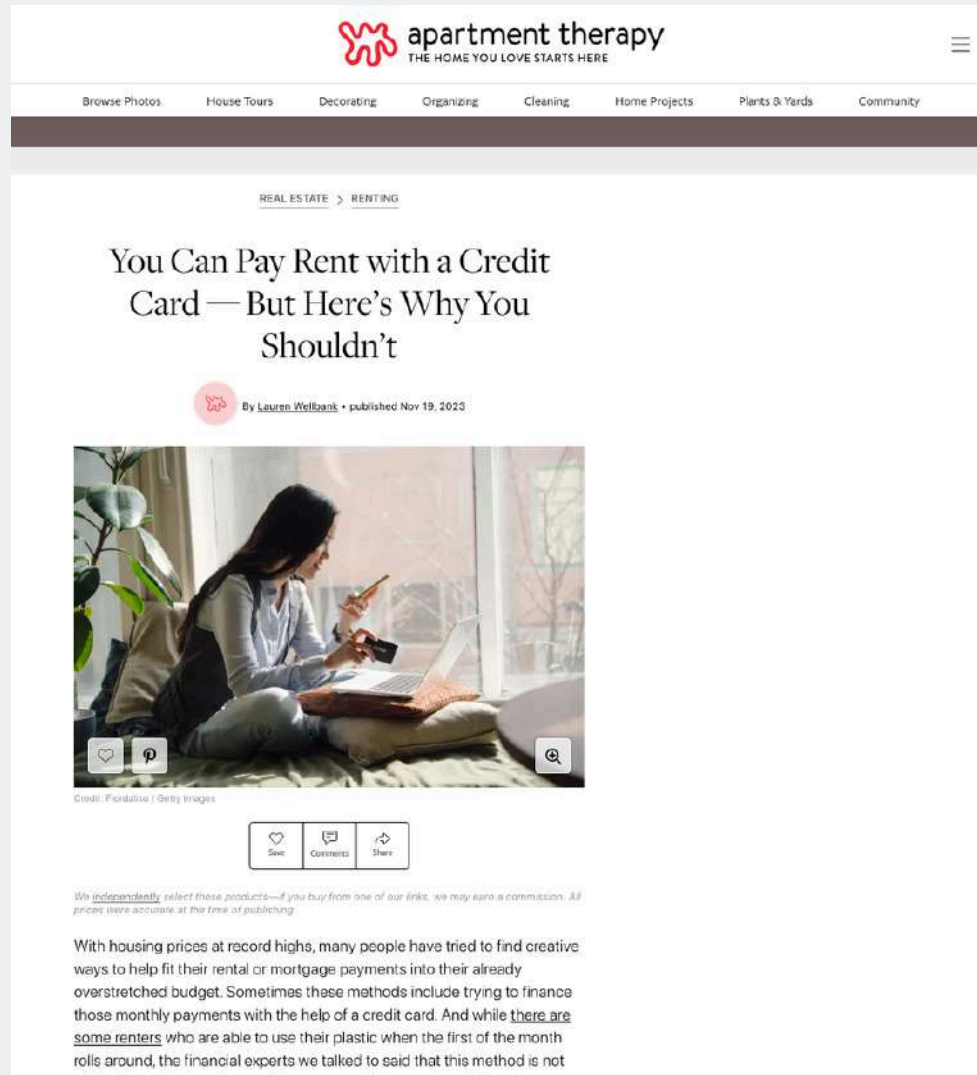 apartment therapy
THE HOME YOU LOVE STARTS HERE
Browse Photos House Tours Decorating Organizing Cleaning Home Projects Plants & Yards Community
REAL ESTATE > RENTING
You Can Pay Rent with a Credit
Card — But Here's Why You
Shouldn't
By Lauren Wellbank • published Nov 19, 2023
Credit: Fiordaliso / Getty Images
Save Comments Share
We independently select these products—if you buy from one of our links, we may earn a commission. All
prices were accurate at the time of publishing.
With housing prices at record highs, many people have tried to find creative
ways to help fit their rental or mortgage payments into their already
overstretched budget. Sometimes these methods include trying to finance
those monthly payments with the help of a credit card. And while there are
some renters who are able to use their plastic when the first of the month
rolls around, the financial experts we talked to said that this method is not